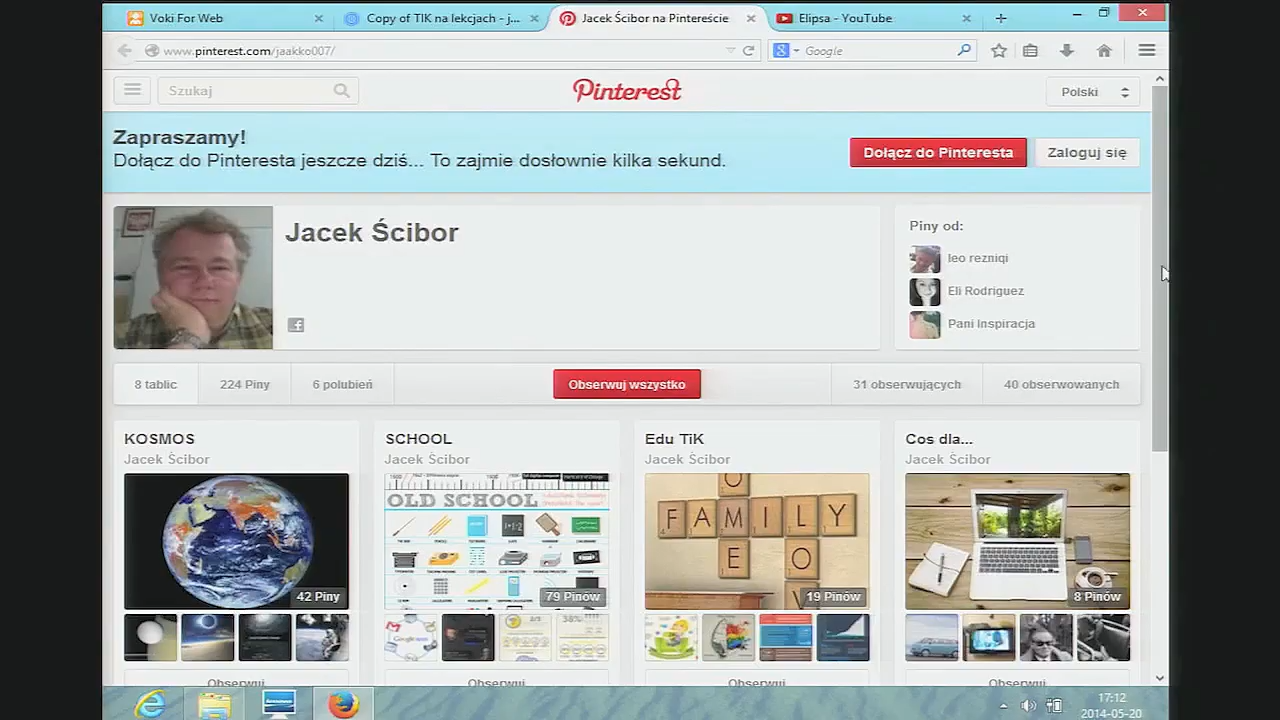 Voki For Web
Copy of TIK na lekcjach - j...
Jacek Ścibor na Pintereście
Elipsa - YouTube
www.pinterest.com/jaakko007/
Google
Szukaj
Pinterest
Polski
Zapraszamy!
Dołącz do Pinteresta jeszcze dziś... To zajmie dosłownie kilka sekund.
Dołącz do Pinteresta
Zaloguj się
Jacek Ścibor
Piny od:
leo rezniqi
Eli Rodriguez
Pani Inspiracja
8 tablic
224 Piny
6 polubień
Obserwuj wszystko
31 obserwujących
40 obserwowanych
KOSMOS
Jacek Ścibor
42 Piny
Obserwuj
SCHOOL
Jacek Ścibor
OLD SCHOOL
79 Pinów
Obserwuj
Edu TiK
Jacek Ścibor
FAMILY
19 Pinów
Obserwuj
Cos dla...
Jacek Ścibor
8 Pinów
Obserwuj
17:12
2014-05-20